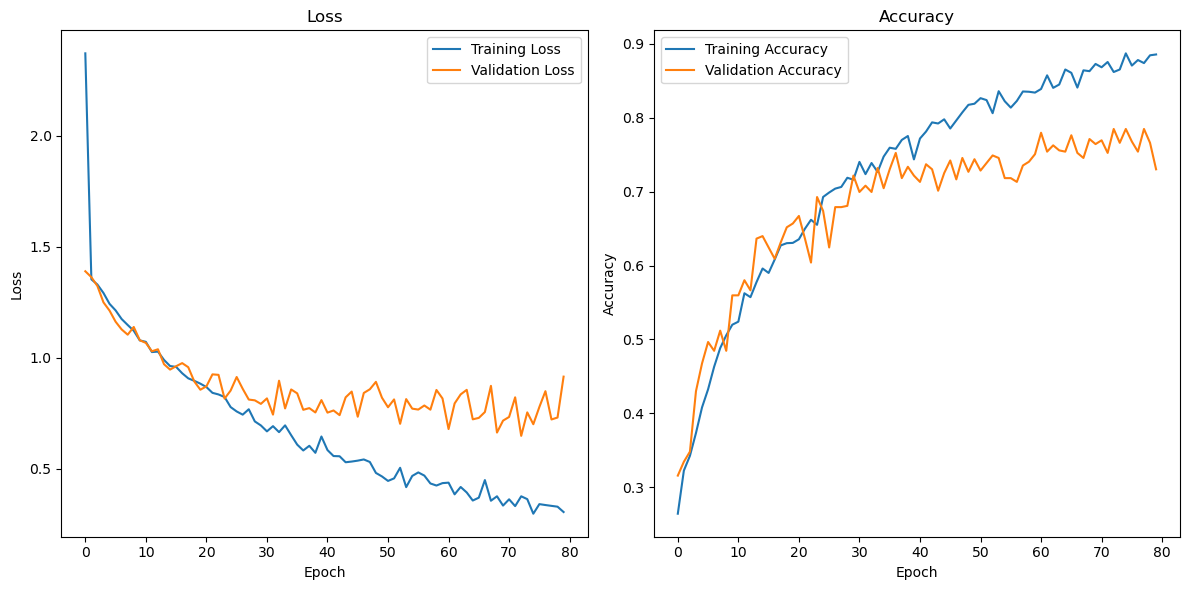 Loss
Training Loss
Validation Loss
2.0
1.5
1.0
0.5
Loss
0 10 20 30 40 50 60 70 80
Epoch
Accuracy
Training Accuracy
Validation Accuracy
0.9
0.8
0.7
0.6
0.5
0.4
0.3
Accuracy
0 10 20 30 40 50 60 70 80
Epoch